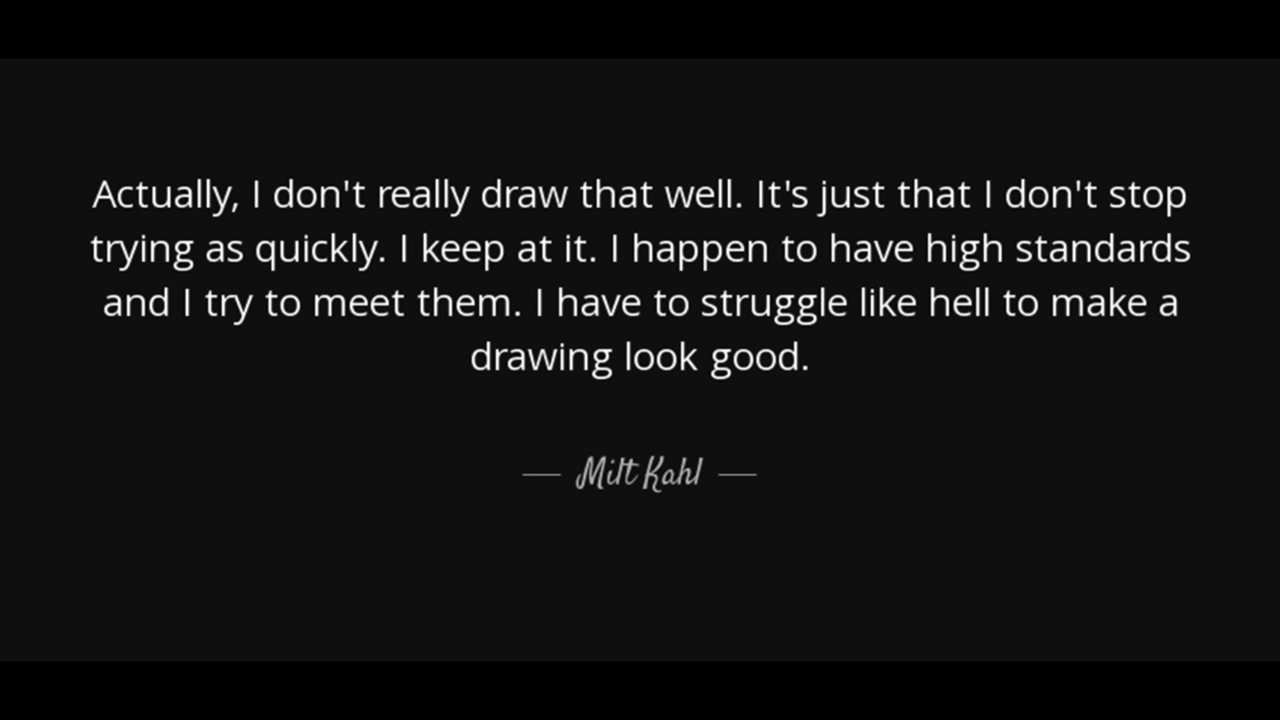 Actually, I don't really draw that well. It's just that I don't stop
trying as quickly. I keep at it. I happen to have high standards
and I try to meet them. I have to struggle like hell to make a
drawing look good.
— Milt Kahl —